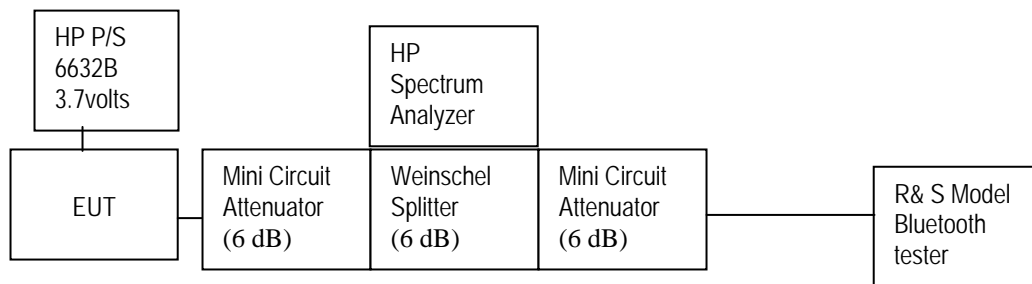 HP P/S
6632B
3.7volts
HP
Spectrum
Analyzer
EUT
Mini Circuit
Attenuator
(6 dB)
Weinschel
Splitter
(6 dB)
Mini Circuit
Attenuator
(6 dB)
R& S Model
Bluetooth
tester